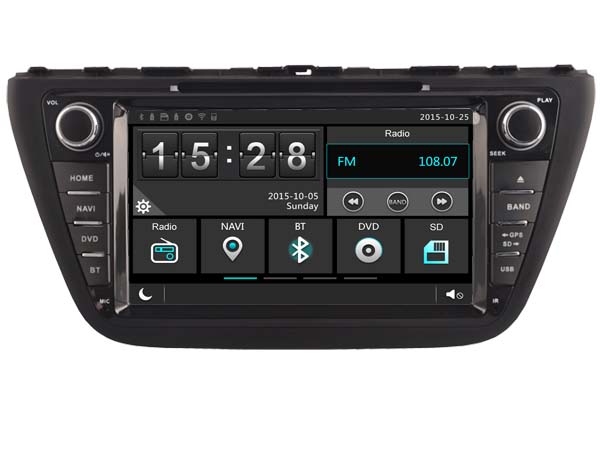 VOL
PLAY
2015-10-25
15:28
Radio
FM 108.07
2015-10-05
Sunday
BAND
SEEK
HOME
NAVI
DVD
BT
MIC
BAND
GPS
SD
USB
IR
Radio
NAVI
BT
DVD
SD